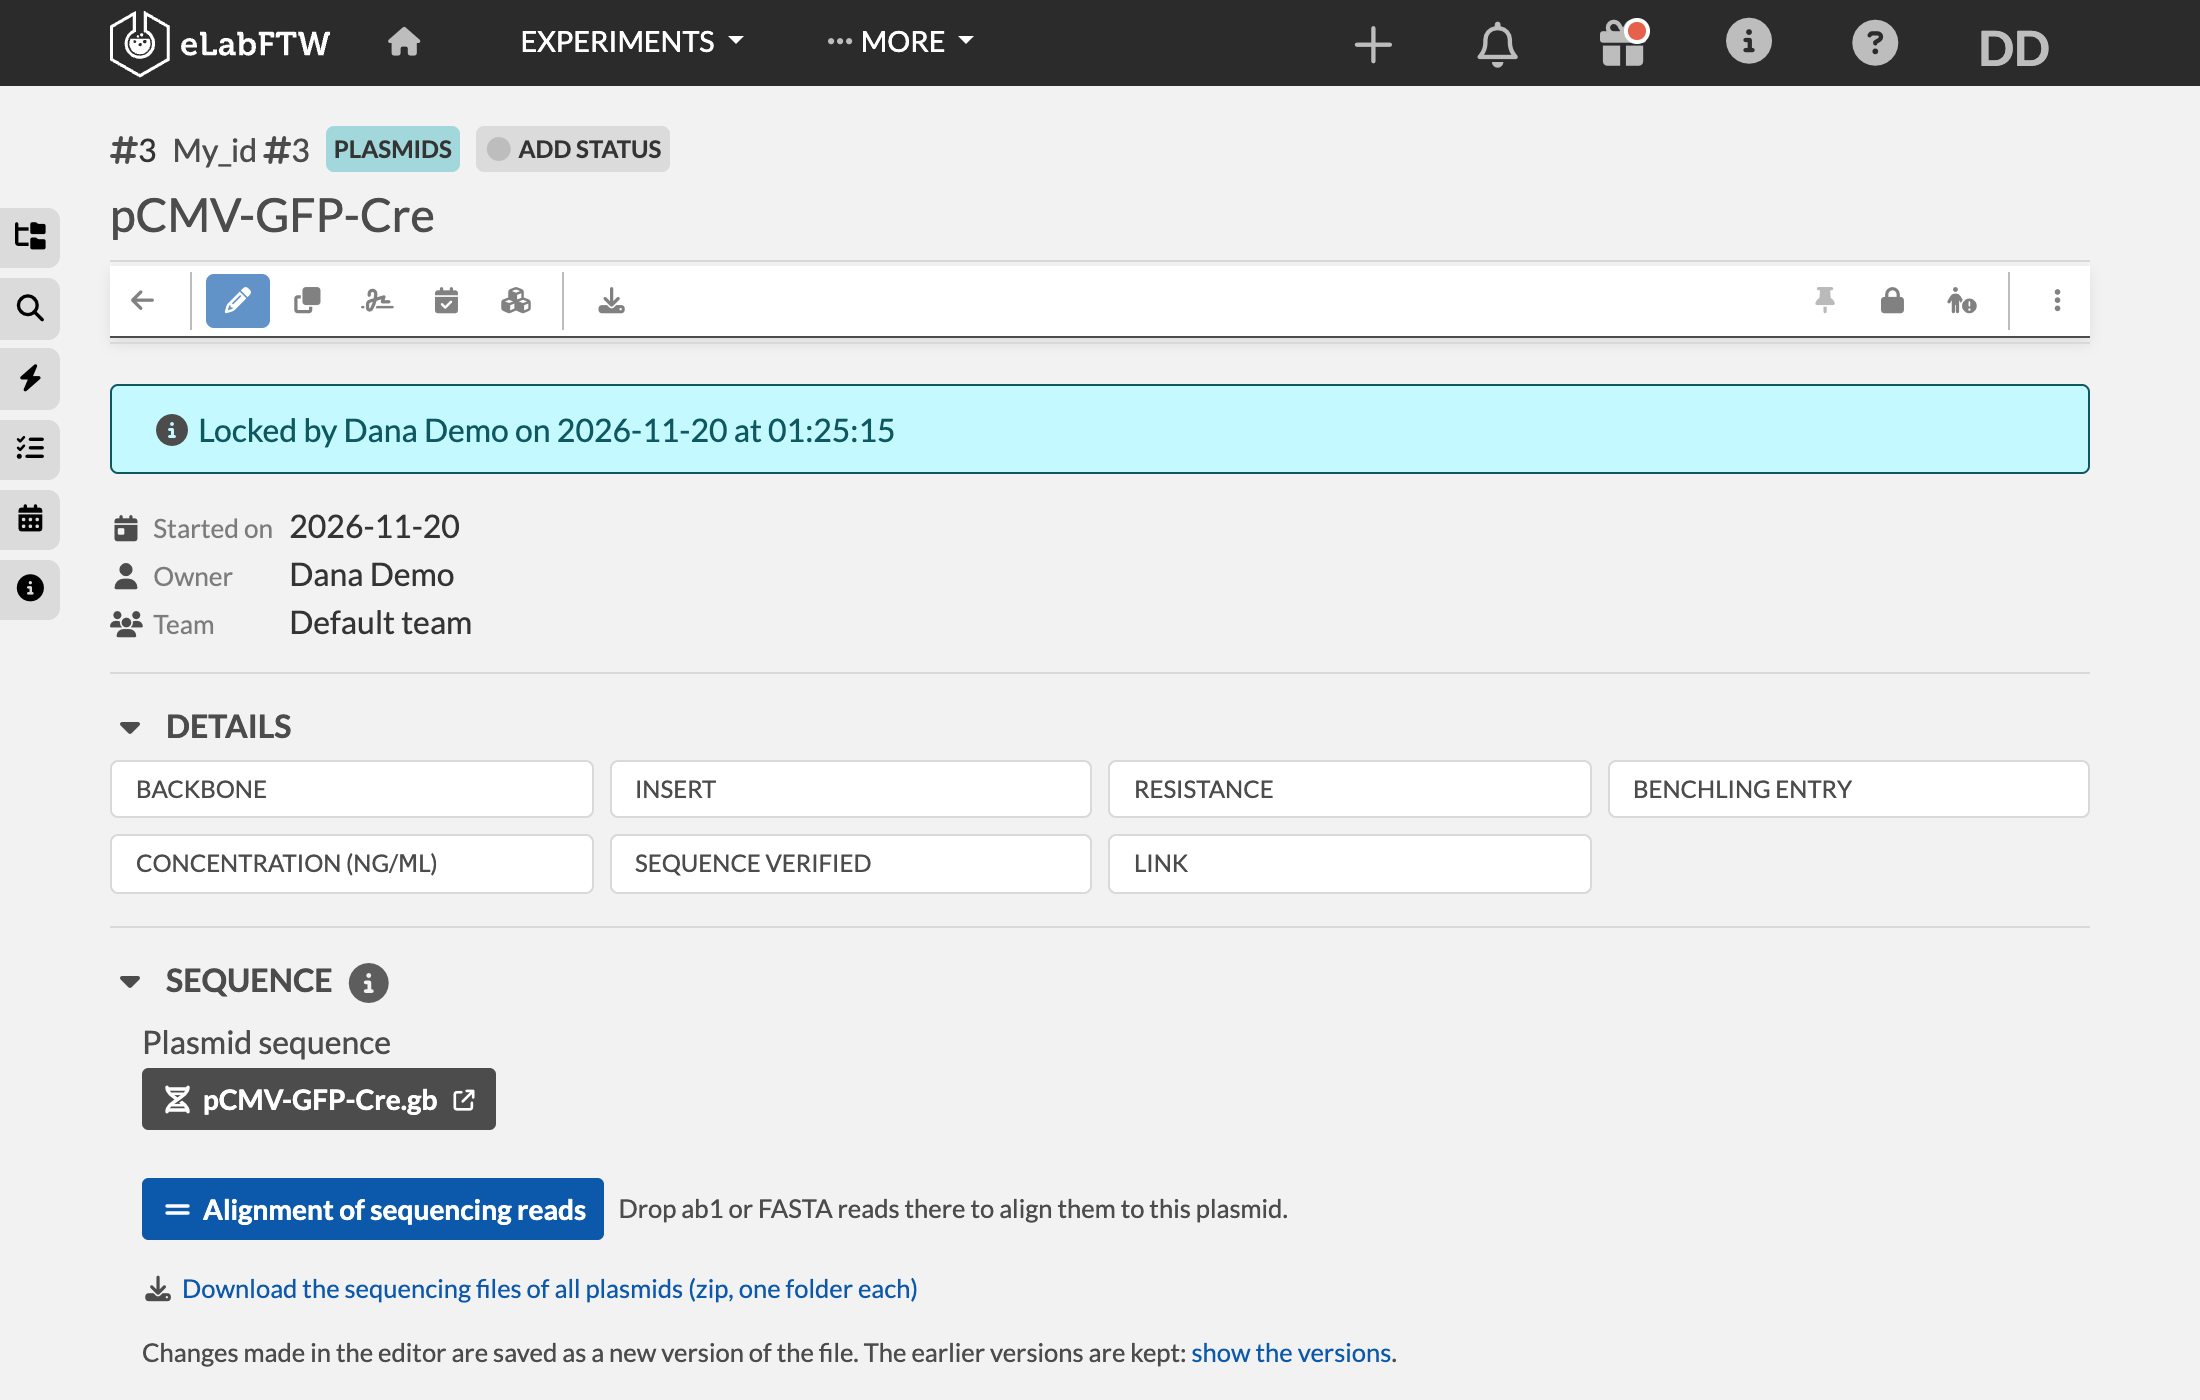 eLabFTW
EXPERIMENTS
MORE
DD
#3 My_id #3 PLASMIDS ADD STATUS
pCMV-GFP-Cre
Locked by Dana Demo on 2026-11-20 at 01:25:15
Started on 2026-11-20
Owner Dana Demo
Team Default team
DETAILS
BACKBONE
INSERT
RESISTANCE
BENCHLING ENTRY
CONCENTRATION (NG/ML)
SEQUENCE VERIFIED
LINK
SEQUENCE
Plasmid sequence
pCMV-GFP-Cre.gb
Alignment of sequencing reads Drop ab1 or FASTA reads there to align them to this plasmid.
Download the sequencing files of all plasmids (zip, one folder each)
Changes made in the editor are saved as a new version of the file. The earlier versions are kept: show the versions.